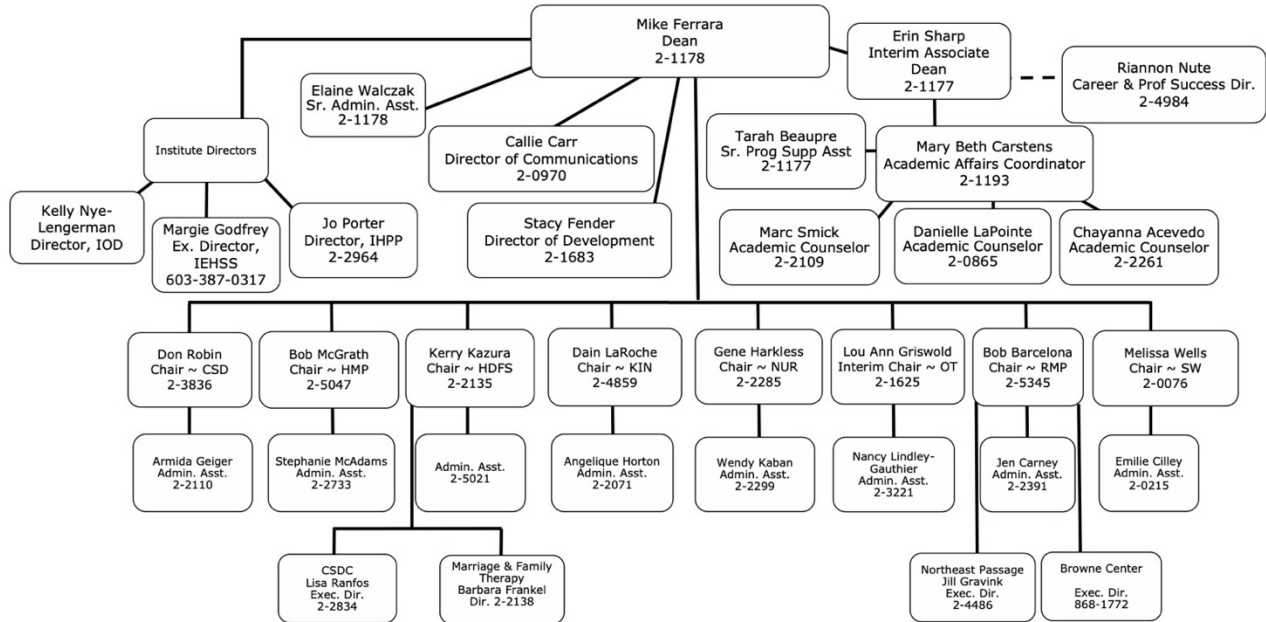 Mike Ferrara
Dean
2-1178
Erin Sharp
Interim Associate
Dean
2-1177
Riannon Nute
Career & Prof Success Dir.
2-4984
Elaine Walczak
Sr. Admin. Asst.
2-1178
Callie Carr
Director of Communications
2-0970
Tarah Beaupre
Sr. Prog Supp Asst
2-1177
Mary Beth Carstens
Academic Affairs Coordinator
2-1193
Institute Directors
Kelly Nye-
Lengerman
Director, IOD
Margie Godfrey
Ex. Director,
IEHSS
603-387-0317
Jo Porter
Director, IHPP
2-2964
Stacy Fender
Director of Development
2-1683
Marc Smick
Academic Counselor
2-2109
Danielle LaPointe
Academic Counselor
2-0865
Chayanna Acevedo
Academic Counselor
2-2261
Don Robin
Chair ~ CSD
2-3836
Bob McGrath
Chair ~ HMP
2-5047
Kerry Kazura
Chair ~ HDFS
2-2135
Dain LaRoche
Chair ~ KIN
2-4859
Gene Harkless
Chair ~ NUR
2-2285
Lou Ann Griswold
Interim Chair ~ OT
2-1625
Bob Barcelona
Chair ~ RMP
2-5345
Melissa Wells
Chair ~ SW
2-0076
Armida Geiger
Admin. Asst.
2-2110
Stephanie McAdams
Admin. Asst.
2-2733
Admin. Asst.
2-5021
Angelique Horton
Admin. Asst.
2-2071
Wendy Kaban
Admin. Asst.
2-2299
Nancy Lindley-
Gauthier
Admin. Asst.
2-3221
Jen Carney
Admin. Asst.
2-2391
Emilie Cilley
Admin. Asst.
2-0215
CSDC
Lisa Ranfos
Exec. Dir.
2-2834
Marriage & Family
Therapy
Barbara Frankel
Dir. 2-2138
Northeast Passage
Jill Gravink
Exec. Dir.
2-4486
Browne Center
Exec. Dir.
868-1772